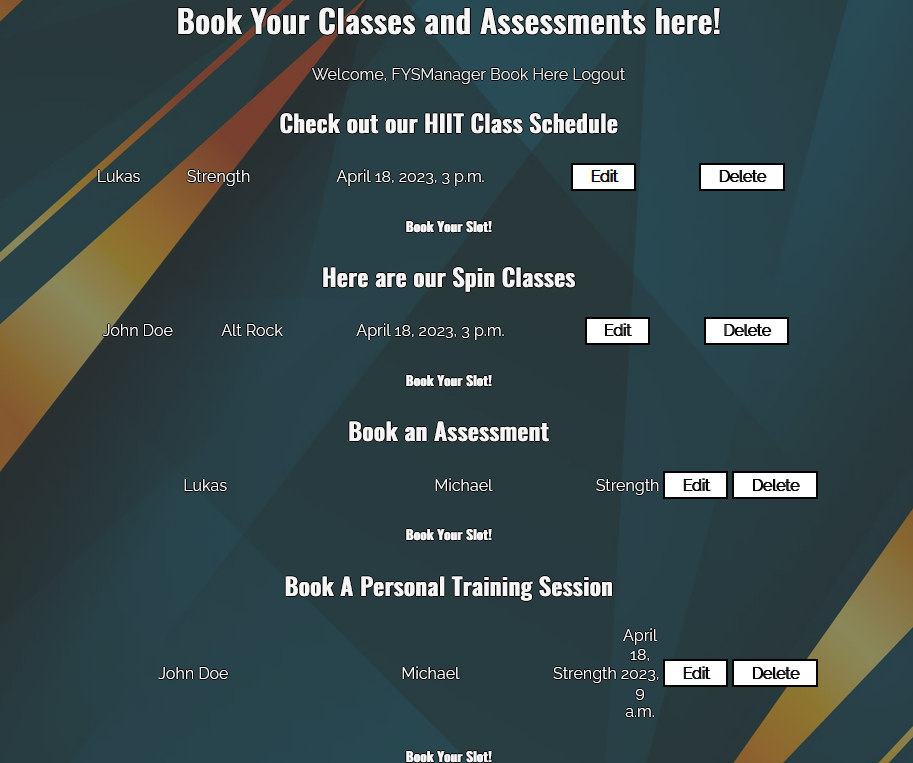 Book Your Classes and Assessments here!
Welcome, FYSManager Book Here Logout
Check out our HIIT Class Schedule
Lukas Strength April 18, 2023, 3 p.m. Edit Delete
Book Your Slot!
Here are our Spin Classes
John Doe Alt Rock April 18, 2023, 3 p.m. Edit Delete
Book Your Slot!
Book an Assessment
Lukas Michael Strength Edit Delete
Book Your Slot!
Book A Personal Training Session
April
18,
John Doe Michael Strength 2023, Edit Delete
9
a.m.
Book Your Slot!